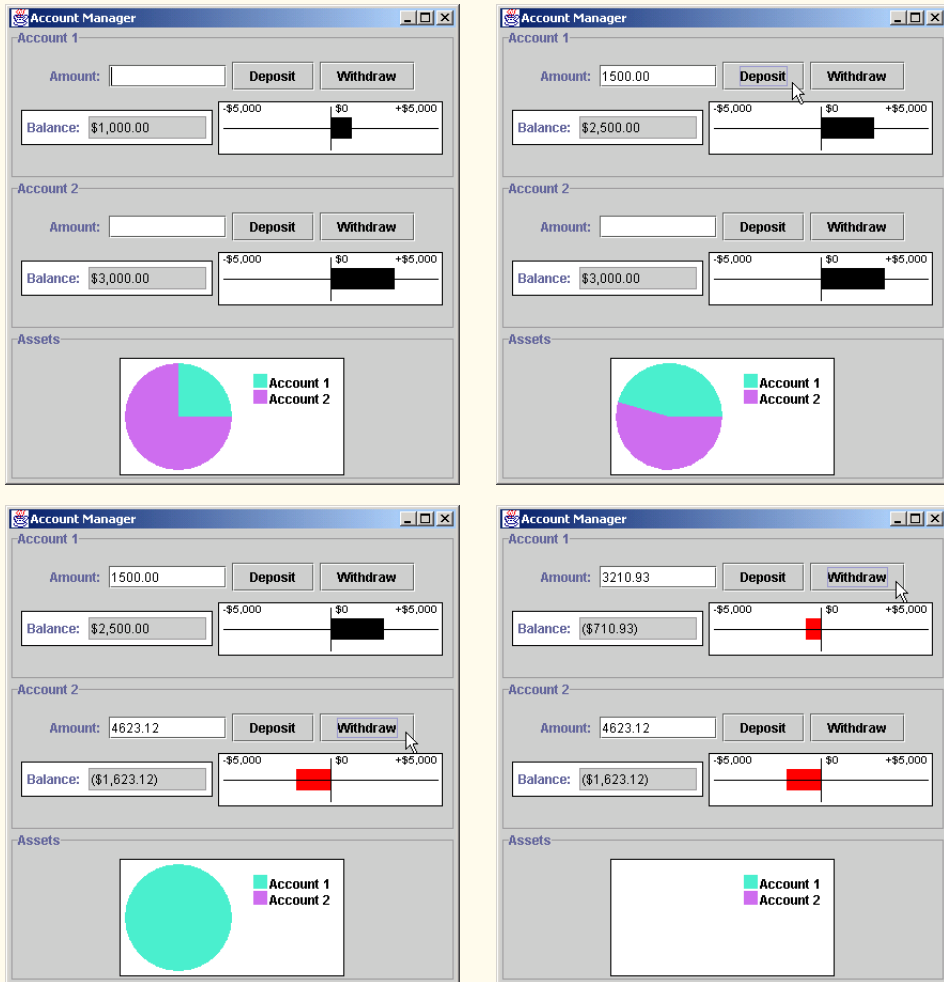 Account Manager
Account 1
Amount: Deposit Withdraw
-$5,000 $0 +$5,000
Balance: $1,000.00
Account 2
Amount: Deposit Withdraw
-$5,000 $0 +$5,000
Balance: $3,000.00
Assets
Account 1
Account 2
Account Manager
Account 1
Amount: 1500.00 Deposit Withdraw
-$5,000 $0 +$5,000
Balance: $2,500.00
Account 2
Amount: Deposit Withdraw
-$5,000 $0 +$5,000
Balance: $3,000.00
Assets
Account 1
Account 2
Account Manager
Account 1
Amount: 1500.00 Deposit Withdraw
-$5,000 $0 +$5,000
Balance: $2,500.00
Account 2
Amount: 4623.12 Deposit Withdraw
-$5,000 $0 +$5,000
Balance: ($1,623.12)
Assets
Account 1
Account 2
Account Manager
Account 1
Amount: 3210.93 Deposit Withdraw
-$5,000 $0 +$5,000
Balance: ($710.93)
Account 2
Amount: 4623.12 Deposit Withdraw
-$5,000 $0 +$5,000
Balance: ($1,623.12)
Assets
Account 1
Account 2